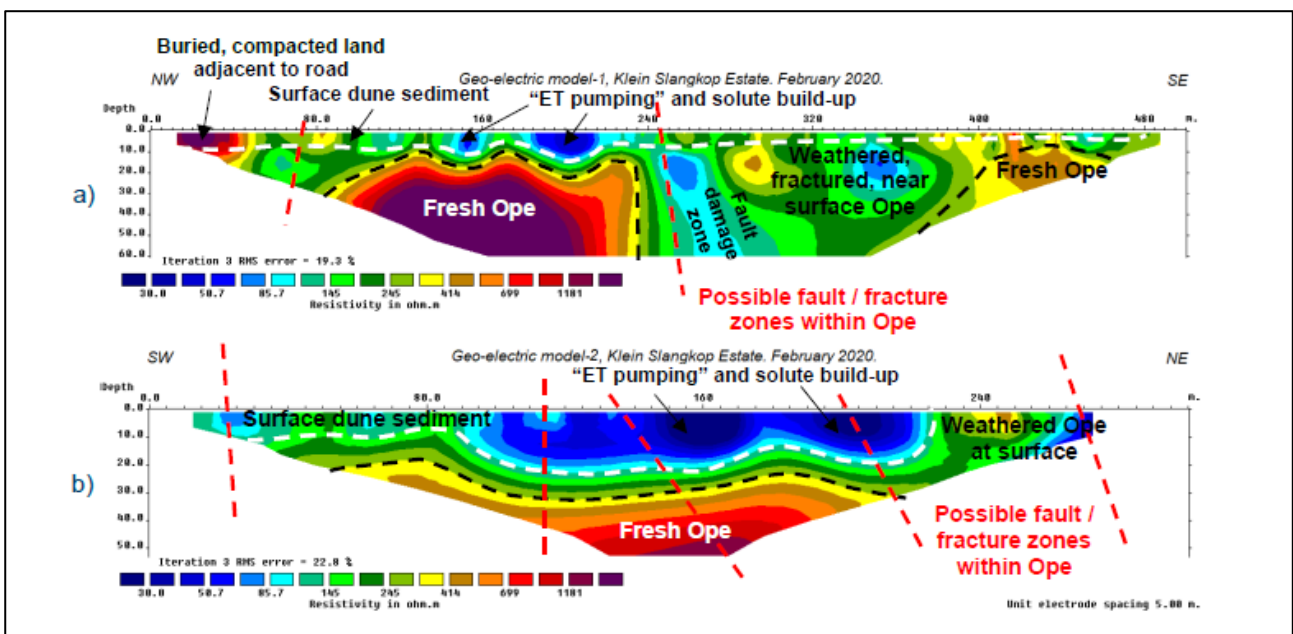 Buried, compacted land
adjacent to road
NW
Geo-electric model-1, Klein Slangkop Estate. February 2020.
SE
Surface dune sediment
"ET pumping" and solute build-up
Depth
0.0 80.0 160 240 320 400 480 m.
0.0
10.0
20.0
30.0
40.0
50.0
60.0
a)
Fresh Ope
Fault
damage
zone
Weathered,
fractured, near
surface Ope
Fresh Ope
Iteration 3 RMS error = 19.3 %
30.0 50.7 85.7 145 245 414 699 1181
Resistivity in ohm.m
Possible fault / fracture
zones within Ope
SW
Geo-electric model-2, Klein Slangkop Estate. February 2020.
NE
"ET pumping" and solute build-up
Depth
0.0 80.0 160 240 m.
0.0
10.0
20.0
30.0
40.0
50.0
b)
Surface dune sediment
Weathered Ope
at surface
Fresh Ope
Possible fault /
fracture zones
within Ope
Iteration 3 RMS error = 22.8 %
30.0 50.7 85.7 145 245 414 699 1181
Resistivity in ohm.m
Unit electrode spacing 5.00 m.